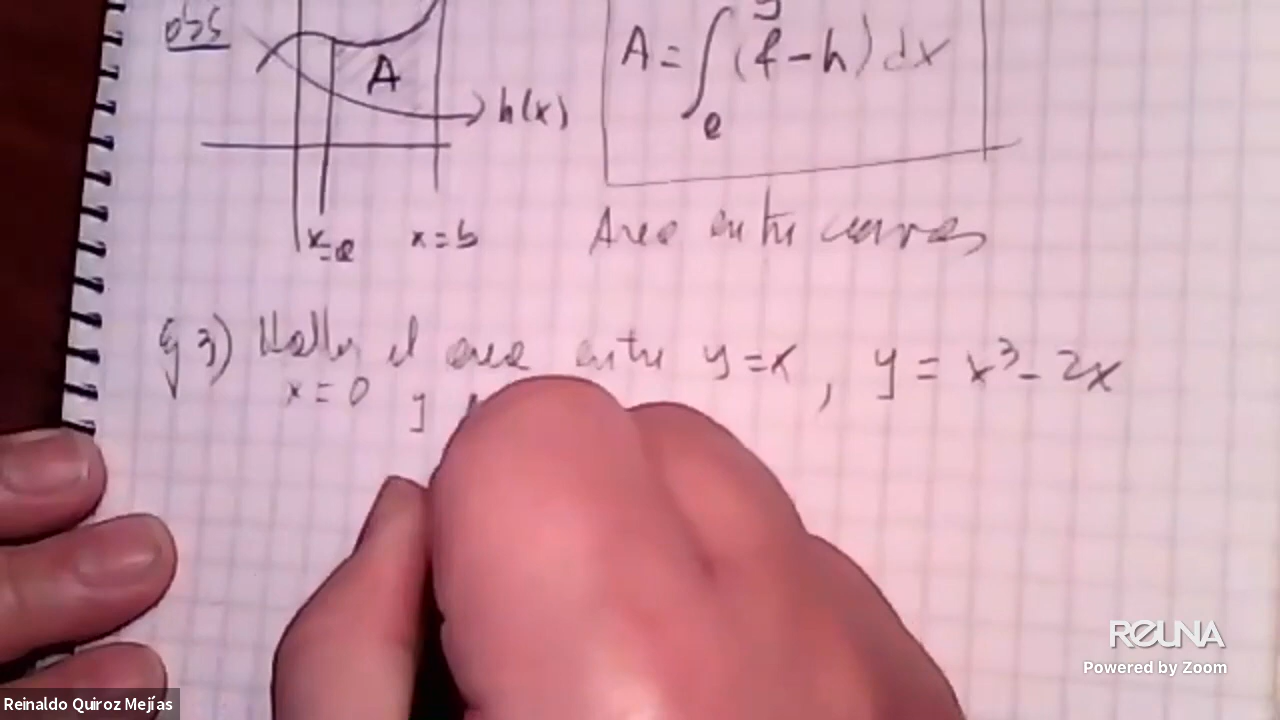 obs
A
h(x)
x=a
x=b
A = ∫ (f - h) dx
a
Area entre curvas
Ej 3) Hallar el area entre y = x, y = x³ - 2x
x = 0 y
REUNA
Powered by Zoom
Reinaldo Quiroz Mejías